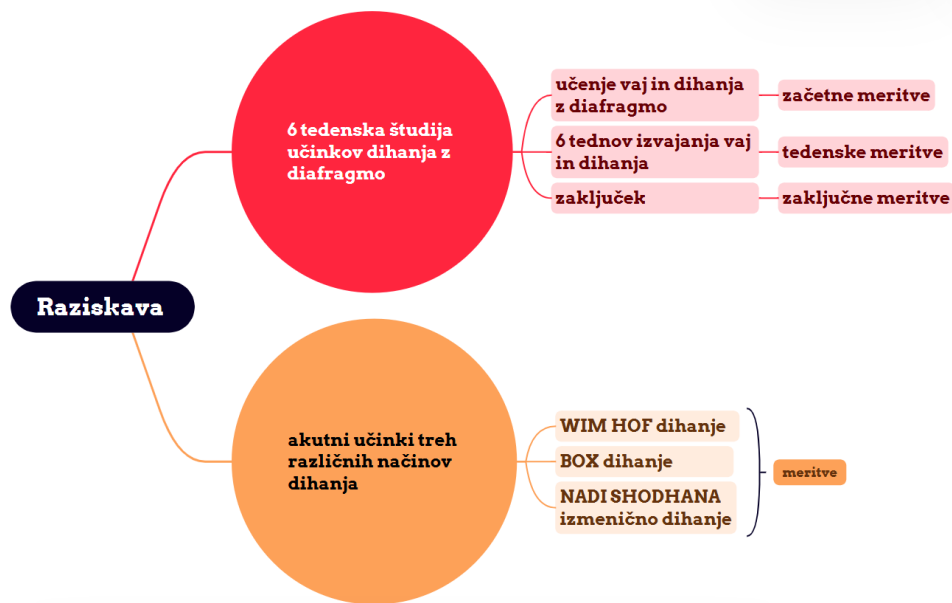 Raziskava
6 tedenska študija
učinkov dihanja z
diafragmo
učenje vaj in dihanja
z diafragmo
začetne meritve
6 tednov izvajanja vaj
in dihanja
tedenske meritve
zaključek
zaključne meritve
akutni učinki treh
različnih načinov
dihanja
WIM HOF dihanje
BOX dihanje
NADI SHODHANA
izmenično dihanje
meritve